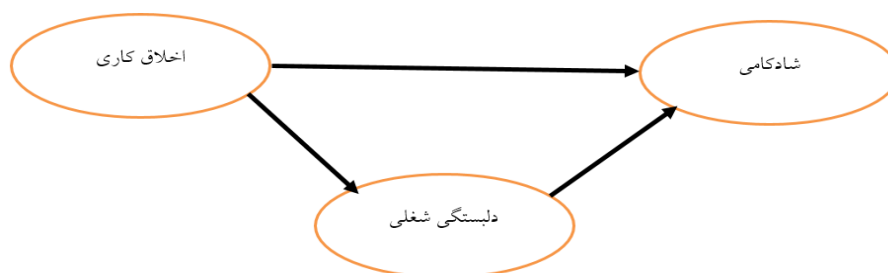 اخلاق کاری
شادکامی
دلبستگی شغلی